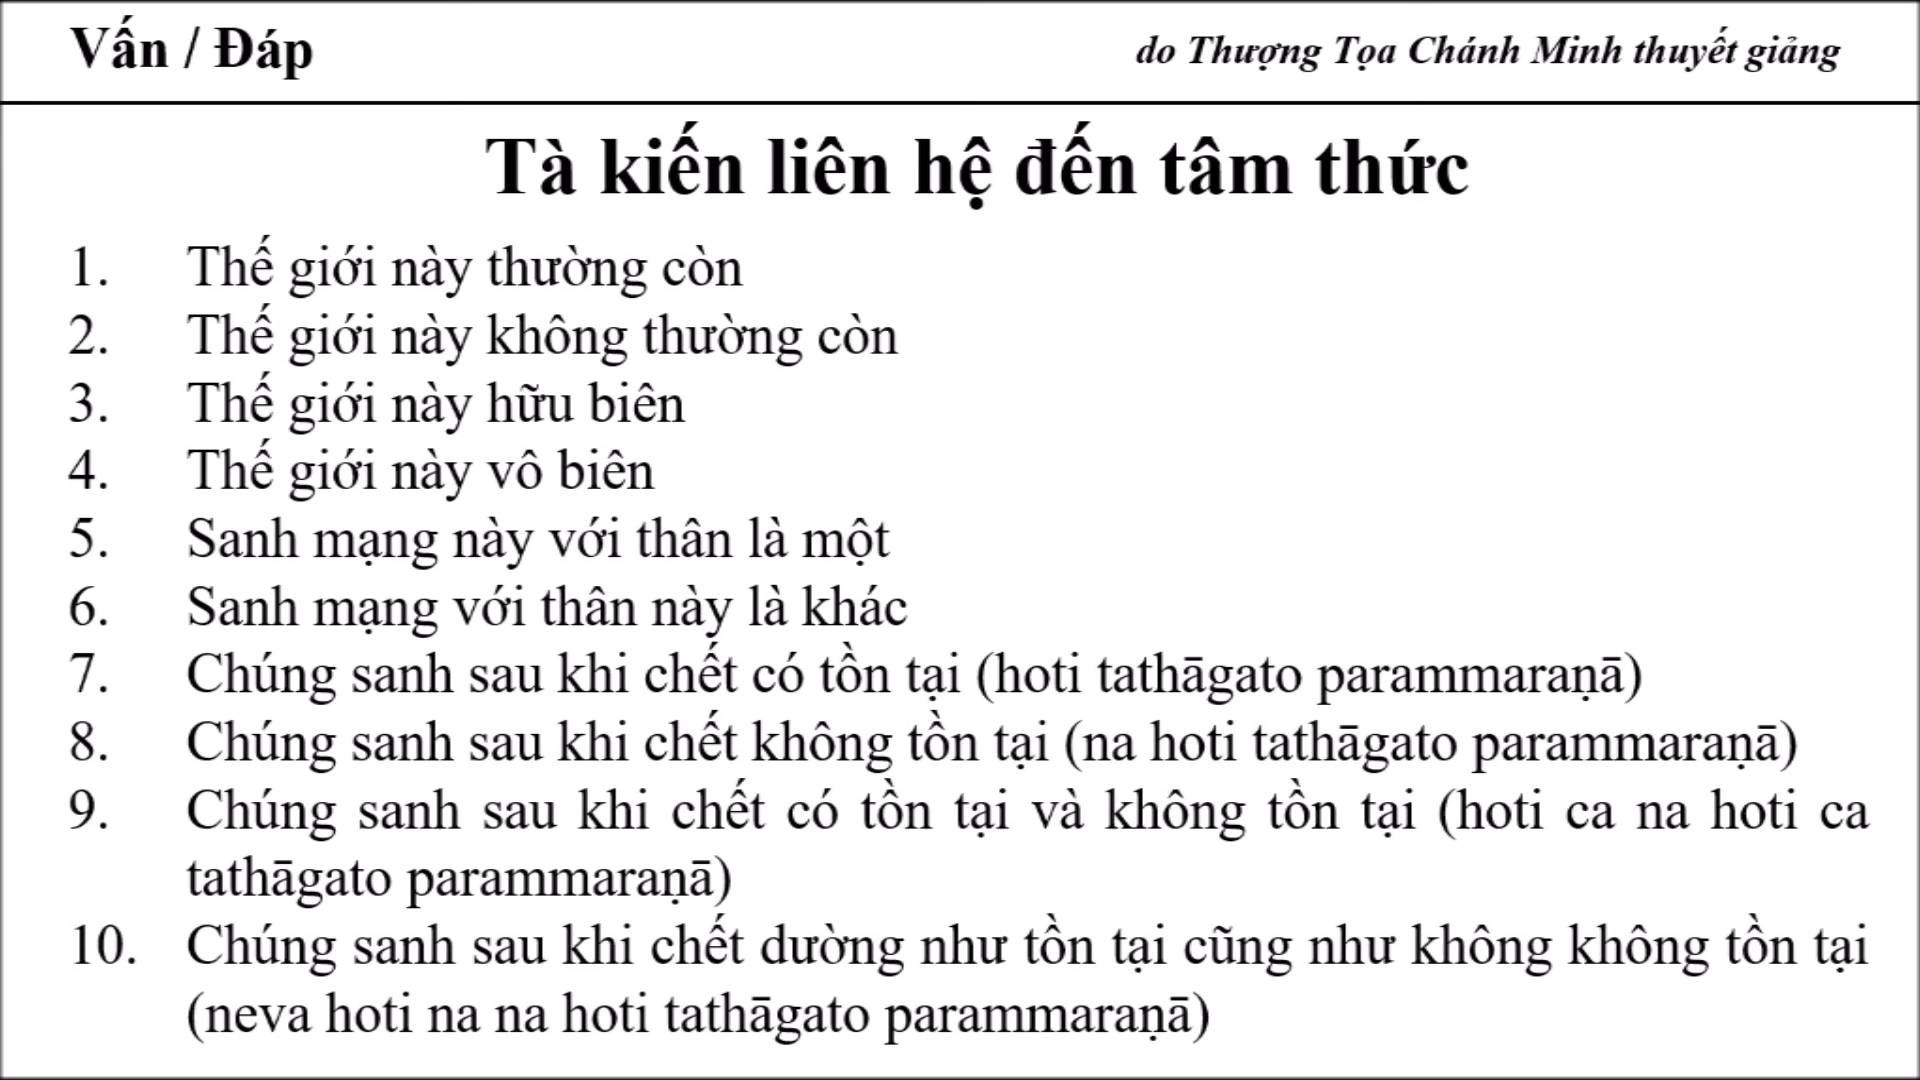 Vấn / Đáp
do Thượng Tọa Chánh Minh thuyết giảng
Tà kiến liên hệ đến tâm thức
1. Thế giới này thường còn
2. Thế giới này không thường còn
3. Thế giới này hữu biên
4. Thế giới này vô biên
5. Sanh mạng này với thân là một
6. Sanh mạng với thân này là khác
7. Chúng sanh sau khi chết có tồn tại (hoti tathāgato parammaraṇā)
8. Chúng sanh sau khi chết không tồn tại (na hoti tathāgato parammaraṇā)
9. Chúng sanh sau khi chết có tồn tại và không tồn tại (hoti ca na hoti ca
tathāgato parammaraṇā)
10. Chúng sanh sau khi chết dường như tồn tại cũng như không không tồn tại
(neva hoti na na hoti tathāgato parammaraṇā)